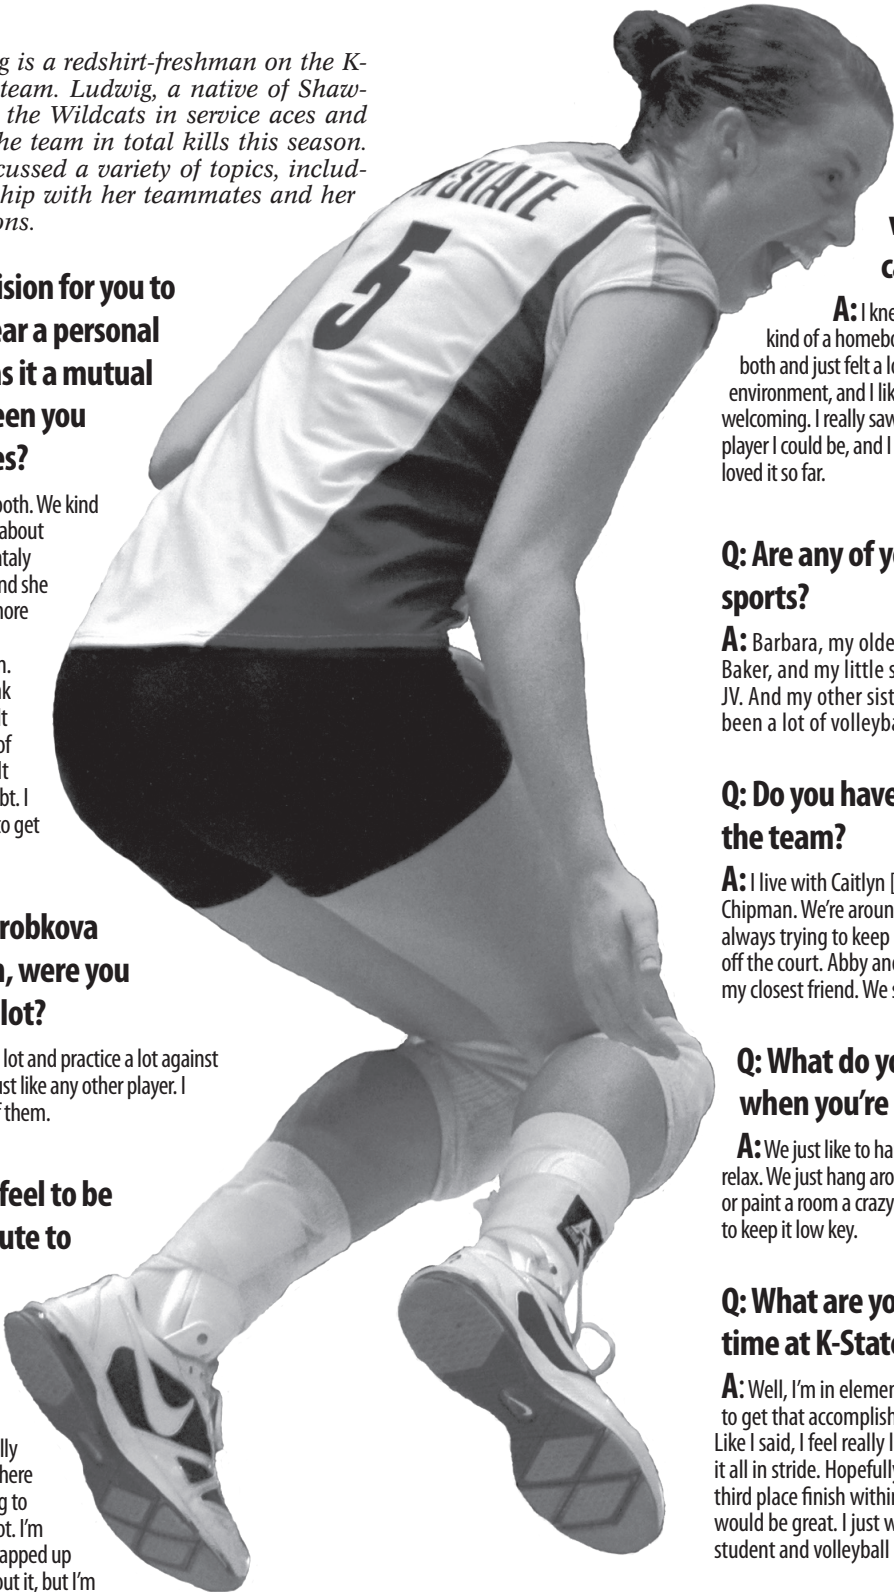 g is a redshirt-freshman on the K-
team. Ludwig, a native of Shaw-
the Wildcats in service aces and
he team in total kills this season.
cussed a variety of topics, includ-
hip with her teammates and her
ons.
ision for you to
ear a personal
as it a mutual
een you
es?
both. We kind
about
ataly
nd she
more
n.
nk
It
of
It
bt. I
to get
robkova
n, were you
lot?
lot and practice a lot against
ust like any other player. I
f them.
feel to be
ute to
lly
here
g to
ot. I'm
apped up
out it, but I'm
K-STATE
5
A: I kne
kind of a homebo
both and just felt a lo
environment, and I lik
welcoming. I really saw
player I could be, and I
loved it so far.
Q: Are any of yo
sports?
A: Barbara, my olde
Baker, and my little s
JV. And my other sist
been a lot of volleyba
Q: Do you have
the team?
A: I live with Caitlyn [
Chipman. We're aroun
always trying to keep
off the court. Abby and
my closest friend. We s
Q: What do yo
when you're
A: We just like to ha
relax. We just hang aro
or paint a room a crazy
to keep it low key.
Q: What are yo
time at K-State
A: Well, I'm in elemen
to get that accomplish
Like I said, I feel really l
it all in stride. Hopefully
third place finish within
would be great. I just w
student and volleyball